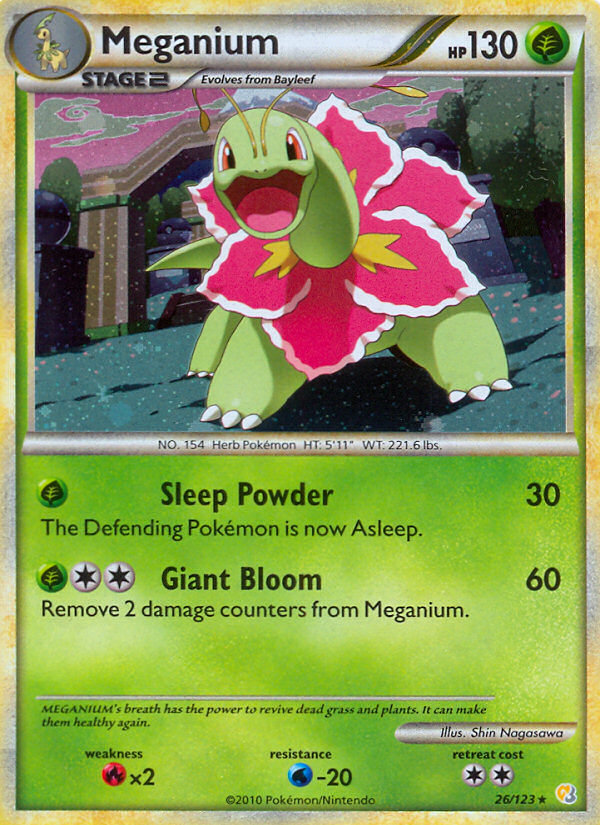 Meganium HP130
STAGE2 Evolves from Bayleef
NO. 154 Herb Pokémon HT: 5'11" WT: 221.6 lbs.
Sleep Powder 30
The Defending Pokémon is now Asleep.
Giant Bloom 60
Remove 2 damage counters from Meganium.
MEGANIUM's breath has the power to revive dead grass and plants. It can make
them healthy again.
Illus. Shin Nagasawa
weakness resistance retreat cost
×2 -20
©2010 Pokémon/Nintendo 26/123 ★